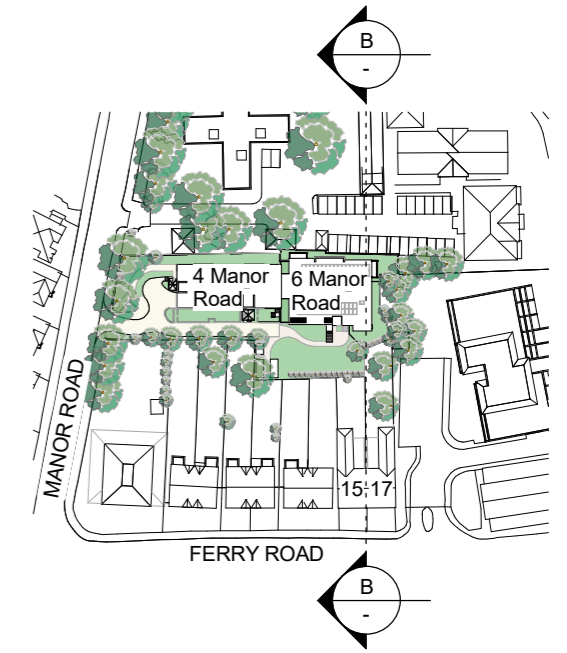 B
-
4 Manor
Road
6 Manor
Road
MANOR ROAD
15-17
FERRY ROAD
B
-